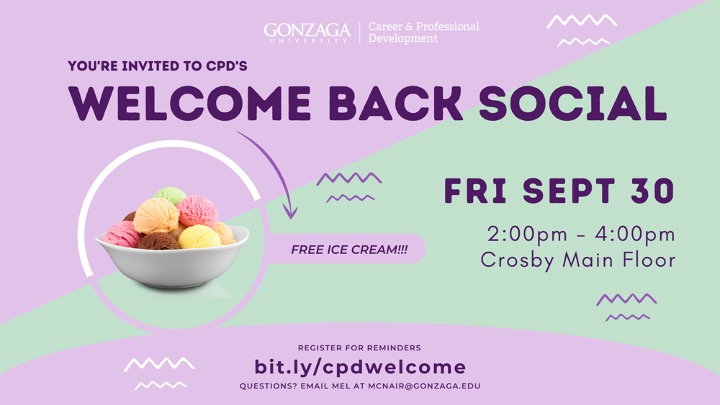 GONZAGA
UNIVERSITY
Career & Professional
Development
YOU'RE INVITED TO CPD'S
WELCOME BACK SOCIAL
FRI SEPT 30
2:00pm - 4:00pm
Crosby Main Floor
FREE ICE CREAM!!!
REGISTER FOR REMINDERS
bit.ly/cpdwelcome
QUESTIONS? EMAIL MEL AT MCNAIR@GONZAGA.EDU